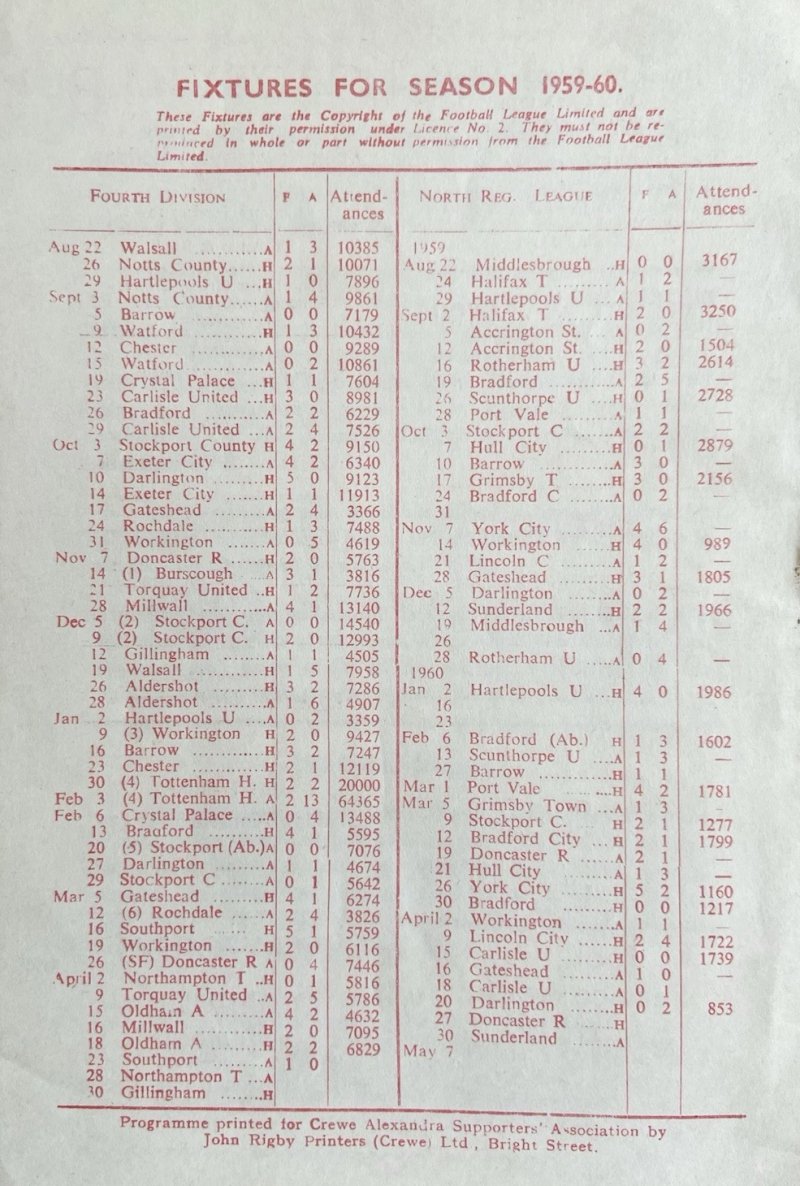 FIXTURES FOR SEASON 1959-60.
These Fixtures are the Copyright of the Football League Limited and are
printed by their permission under Licence No. 2. They must not be re-
produced in whole or part without permission from the Football League
Limited.
FOURTH DIVISION F A Attend-
ances
Aug 22 Walsall ........... A 1 3 10385
26 Notts County...... H 2 1 10071
29 Hartlepools U ... H 1 0 7896
Sept 3 Notts County...... A 1 4 9861
5 Barrow ............ A 0 0 7179
9 Watford ............ H 1 3 10432
12 Chester ............ A 0 0 9289
15 Watford ............ A 0 2 10861
19 Crystal Palace ... H 1 1 7604
23 Carlisle United ... H 3 0 8981
26 Bradford .......... A 2 2 6229
29 Carlisle United ... A 2 4 7526
Oct 3 Stockport County H 4 2 9150
7 Exeter City ........ A 4 2 6340
10 Darlington ......... H 5 0 9123
14 Exeter City ........ H 1 1 11913
17 Gateshead ......... A 2 4 3366
24 Rochdale .......... H 1 3 7488
31 Workington ....... A 0 5 4619
Nov 7 Doncaster R ...... H 2 0 5763
14 (1) Burscough A 3 1 3816
21 Torquay United .. H 1 2 7736
28 Millwall ............ A 4 1 13140
Dec 5 (2) Stockport C. A 0 0 14540
9 (2) Stockport C. H 2 0 12993
12 Gillingham ........ A 1 1 4505
19 Walsall ............. H 1 5 7958
26 Aldershot .......... H 3 2 7286
28 Aldershot .......... A 1 6 4907
Jan 2 Hartlepools U .... A 0 2 3359
9 (3) Workington H 2 0 9427
16 Barrow ............. H 3 2 7247
23 Chester ............. H 2 1 12119
30 (4) Tottenham H. H 2 2 20000
Feb 3 (4) Tottenham H. A 2 13 64365
Feb 6 Crystal Palace ..... A 0 4 13488
13 Bradford .......... H 4 1 5595
20 (5) Stockport (Ab.) A 0 0 7076
27 Darlington ......... A 1 1 4674
29 Stockport C ....... A 0 1 5642
Mar 5 Gateshead ......... H 4 1 6274
12 (6) Rochdale ...... A 2 4 3826
16 Southport ...... H 5 1 5759
19 Workington ....... H 2 0 6116
26 (SF) Doncaster R A 0 4 7446
April 2 Northampton T .. H 0 1 5816
9 Torquay United .. A 2 5 5786
15 Oldham A ......... A 4 2 4632
16 Millwall ............ H 2 0 7095
18 Oldham A ......... H 2 2 6829
23 Southport ......... A 1 0
28 Northampton T ... A
30 Gillingham ........ H
NORTH REG. LEAGUE F A Attend-
ances
1959
Aug 22 Middlesbrough .. H 0 0 3167
24 Halifax T ......... A 1 2 —
29 Hartlepools U ... A 1 1 —
Sept 2 Halifax T ......... H 2 0 3250
5 Accrington St. A 0 2 —
12 Accrington St. ... H 2 0 1504
16 Rotherham U .... H 3 2 2614
19 Bradford ........... A 2 5 —
26 Scunthorpe U .... H 0 1 2728
28 Port Vale ......... A 1 1 —
Oct 3 Stockport C ....... A 2 2 —
7 Hull City .......... H 0 1 2879
10 Barrow ............. A 3 0 —
17 Grimsby T ........ H 3 0 2156
24 Bradford C ........ A 0 2 —
31
Nov 7 York City ......... A 4 6 —
14 Workington ...... H 4 0 989
21 Lincoln C ......... A 1 2 —
28 Gateshead ......... H 3 1 1805
Dec 5 Darlington ........ A 0 2 —
12 Sunderland ........ H 2 2 1966
19 Middlesbrough ... A 1 4 —
26
28 Rotherham U ..... A 0 4 —
1960
Jan 2 Hartlepools U ... H 4 0 1986
16
23
Feb 6 Bradford (Ab.) H 1 3 1602
13 Scunthorpe U .... A 1 3 —
27 Barrow ............ H 1 1
Mar 1 Port Vale ...... H 4 2 1781
Mar 5 Grimsby Town ... A 1 3 -
9 Stockport C. H 2 1 1277
12 Bradford City ... H 2 1 1799
19 Doncaster R ...... A 2 1 —
21 Hull City ......... A 1 3 —
26 York City ......... H 5 2 1160
30 Bradford ......... H 0 0 1217
April 2 Workington ...... A 1 1 —
9 Lincoln City ...... H 2 4 1722
15 Carlisle U ......... H 0 0 1739
16 Gateshead ......... A 1 0 —
18 Carlisle U ......... A 0 1
20 Darlington ........ H 0 2 853
27 Doncaster R ...... H
30 Sunderland ........ A
May 7
Programme printed for Crewe Alexandra Supporters' Association by
John Rigby Printers (Crewe) Ltd , Bright Street.